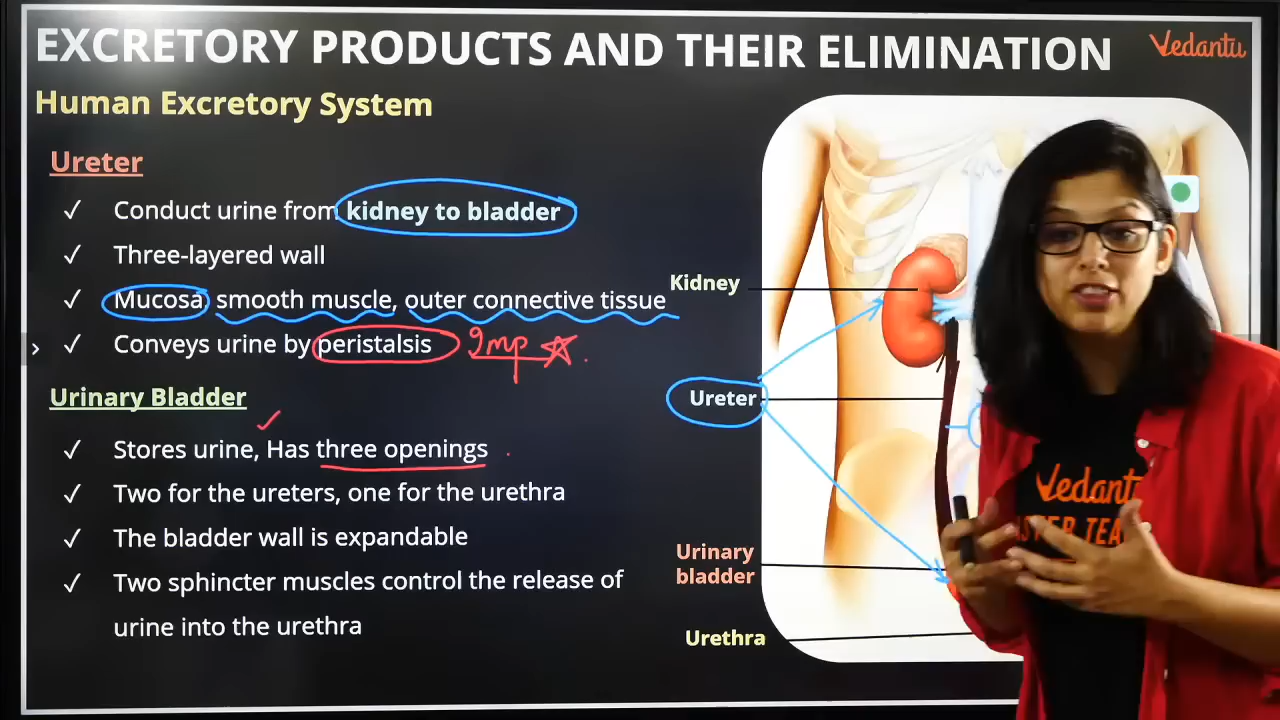 EXCRETORY PRODUCTS AND THEIR ELIMINATION
Vedantu
Human Excretory System
Ureter
✓ Conduct urine from kidney to bladder
✓ Three-layered wall
✓ Mucosa, smooth muscle, outer connective tissue
✓ Conveys urine by peristalsis Imp
Urinary Bladder
✓ Stores urine, Has three openings
✓ Two for the ureters, one for the urethra
✓ The bladder wall is expandable
✓ Two sphincter muscles control the release of
urine into the urethra
Kidney
Ureter
Urinary
bladder
Urethra
Vedantu